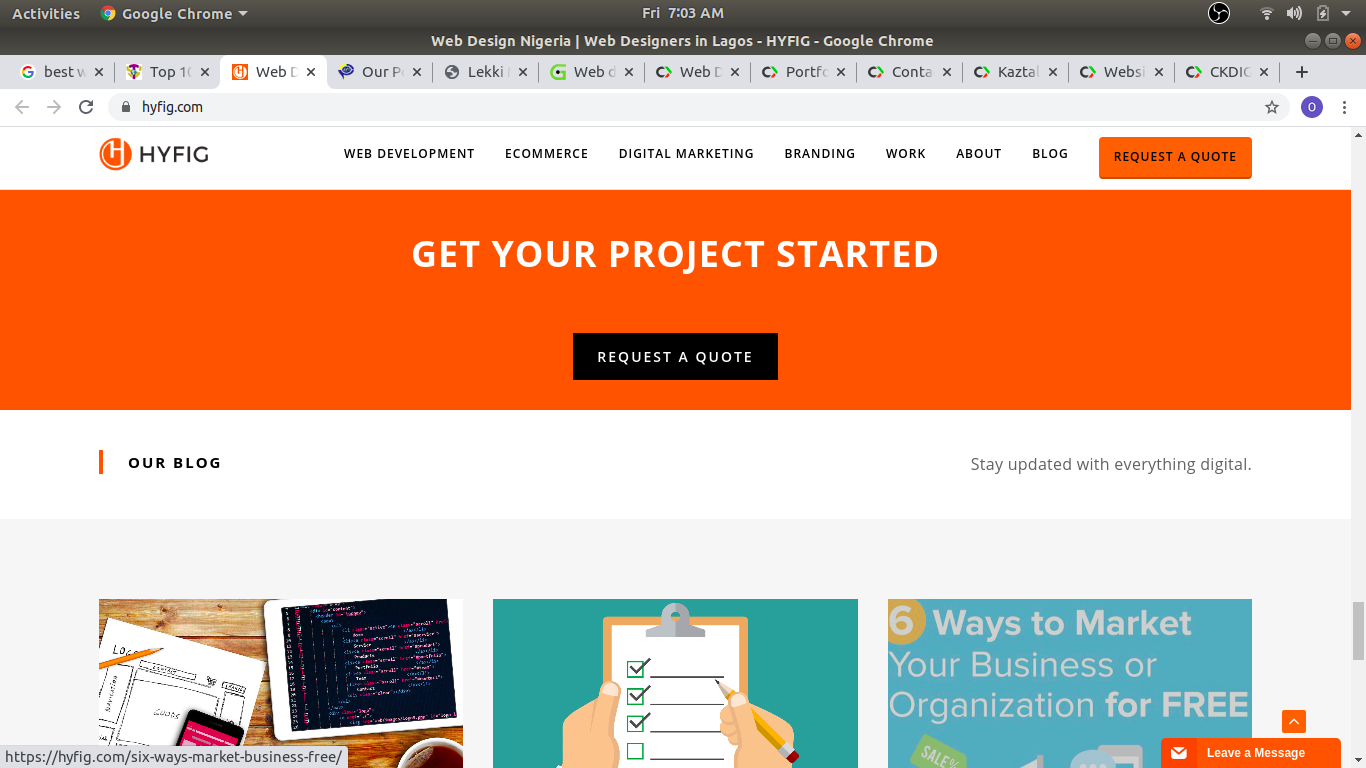 Activities Google Chrome Fri 7:03 AM
Web Design Nigeria | Web Designers in Lagos - HYFIG - Google Chrome
best w Top 10 Web D Our P Lekki Web d Web D Portfo Conta Kaztal Websi CKDIC
hyfig.com O
HYFIG WEB DEVELOPMENT ECOMMERCE DIGITAL MARKETING BRANDING WORK ABOUT BLOG REQUEST A QUOTE
GET YOUR PROJECT STARTED
REQUEST A QUOTE
OUR BLOG Stay updated with everything digital.
6 Ways to Market
Your Business or
Organization for FREE
SALE%
Leave a Message
https://hyfig.com/six-ways-market-business-free/